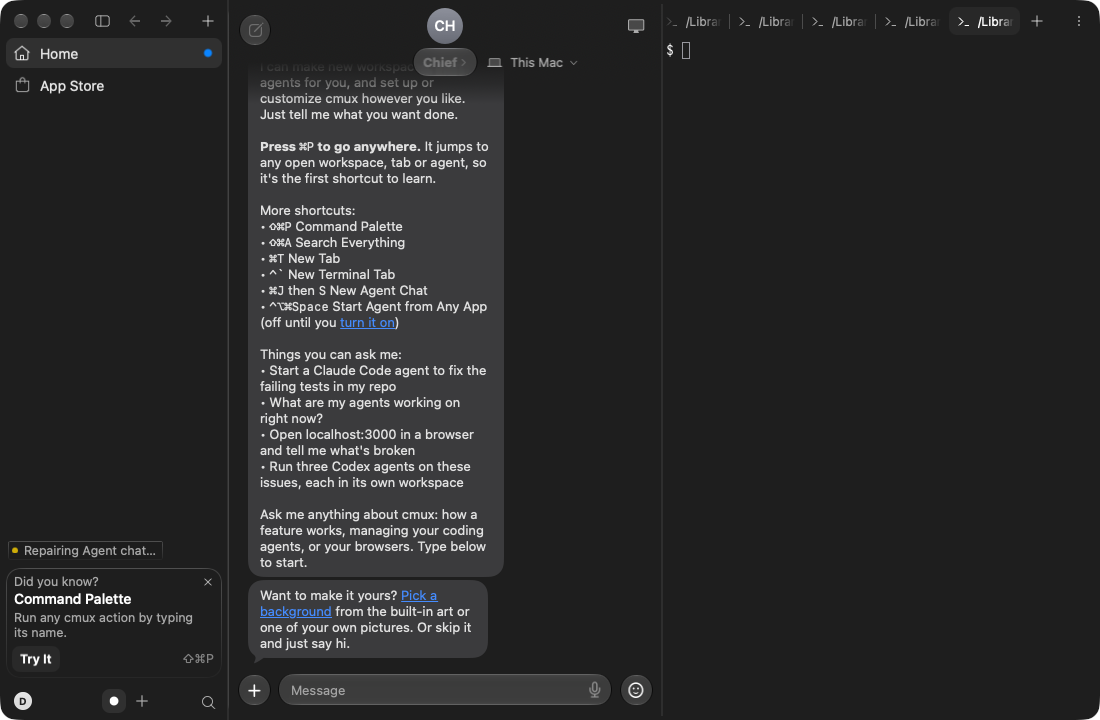 Home
App Store
Repairing Agent chat...
Did you know?
Command Palette
Run any cmux action by typing
its name.
Try It
⇧⌘P
D
CH
Chief ›
This Mac
I can make new workspac
agents for you, and set up or
customize cmux however you like.
Just tell me what you want done.
Press ⌘P to go anywhere. It jumps to
any open workspace, tab or agent, so
it's the first shortcut to learn.
More shortcuts:
• ⇧⌘P Command Palette
• ⇧⌘A Search Everything
• ⌘T New Tab
• ^` New Terminal Tab
• ⌘J then S New Agent Chat
• ^⌥⌘Space Start Agent from Any App
(off until you turn it on)
Things you can ask me:
• Start a Claude Code agent to fix the
failing tests in my repo
• What are my agents working on
right now?
• Open localhost:3000 in a browser
and tell me what's broken
• Run three Codex agents on these
issues, each in its own workspace
Ask me anything about cmux: how a
feature works, managing your coding
agents, or your browsers. Type below
to start.
Want to make it yours? Pick a
background from the built-in art or
one of your own pictures. Or skip it
and just say hi.
Message
/Librar
/Librar
/Librar
/Librar
/Librar
$